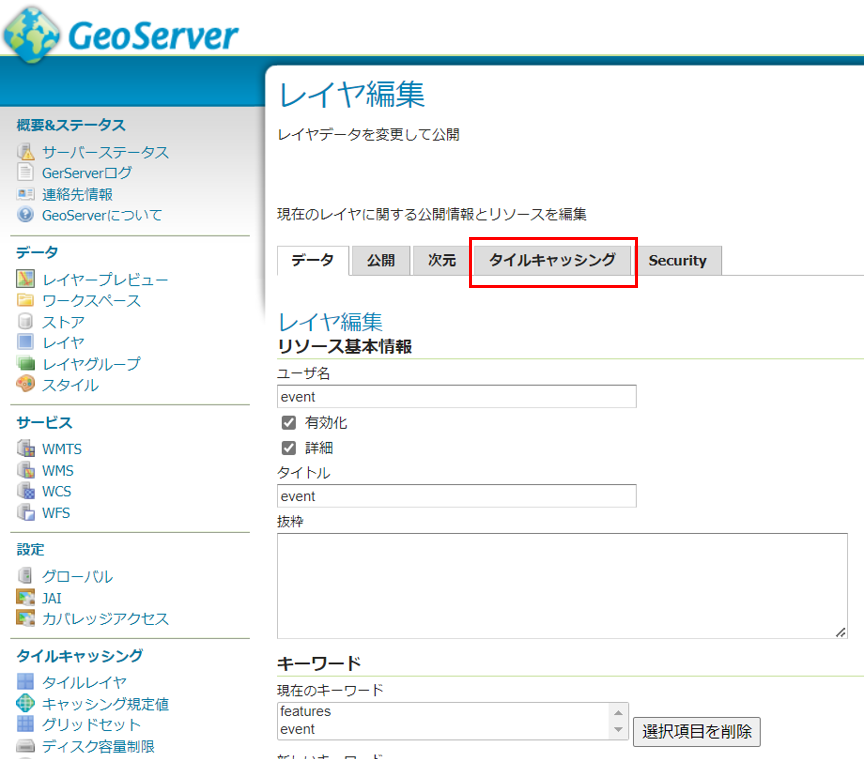 GeoServer
概要&ステータス
サーバーステータス
GerServerログ
連絡先情報
GeoServerについて
データ
レイヤープレビュー
ワークスペース
ストア
レイヤ
レイヤグループ
スタイル
サービス
WMTS
WMS
WCS
WFS
設定
グローバル
JAI
カバレッジアクセス
タイルキャッシング
タイルレイヤ
キャッシング規定値
グリッドセット
ディスク容量制限
レイヤ編集
レイヤデータを変更して公開
現在のレイヤに関する公開情報とリソースを編集
データ 公開 次元 タイルキャッシング Security
レイヤ編集
リソース基本情報
ユーザ名
event
有効化
詳細
タイトル
event
抜粋
キーワード
現在のキーワード
features
event
選択項目を削除
新しいキーワード